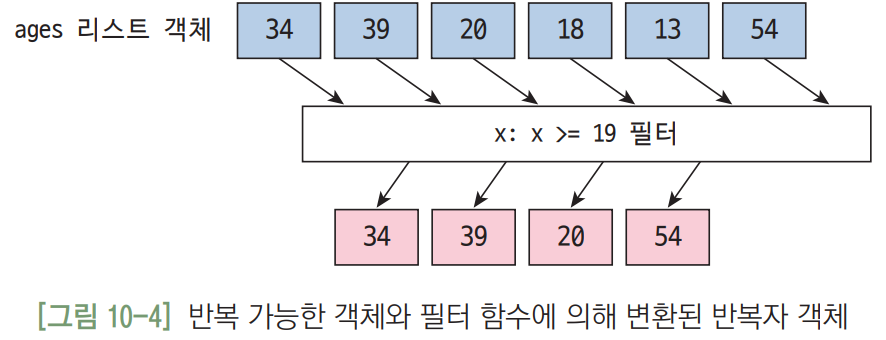 ages 리스트 객체 34 39 20 18 13 54
x: x >= 19 필터
34 39 20 54
[그림 10-4] 반복 가능한 객체와 필터 함수에 의해 변환된 반복자 객체